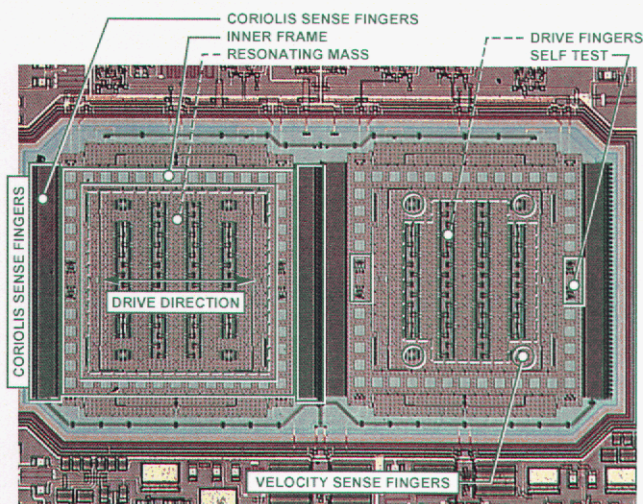 CORIOLIS SENSE FINGERS
INNER FRAME
RESONATING MASS
DRIVE FINGERS
SELF TEST
CORIOLIS SENSE FINGERS
DRIVE DIRECTION
VELOCITY SENSE FINGERS